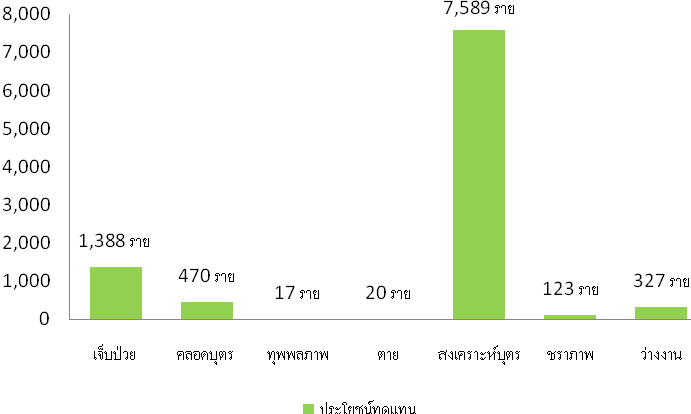 8,000
7,000
6,000
5,000
4,000
3,000
2,000
1,000
0
1,388 ราย
470 ราย
17 ราย
20 ราย
7,589 ราย
123 ราย
327 ราย
เจ็บป่วย
คลอดบุตร
ทุพพลภาพ
ตาย
สงเคราะห์บุตร
ชราภาพ
ว่างงาน
ประโยชน์ทดแทน